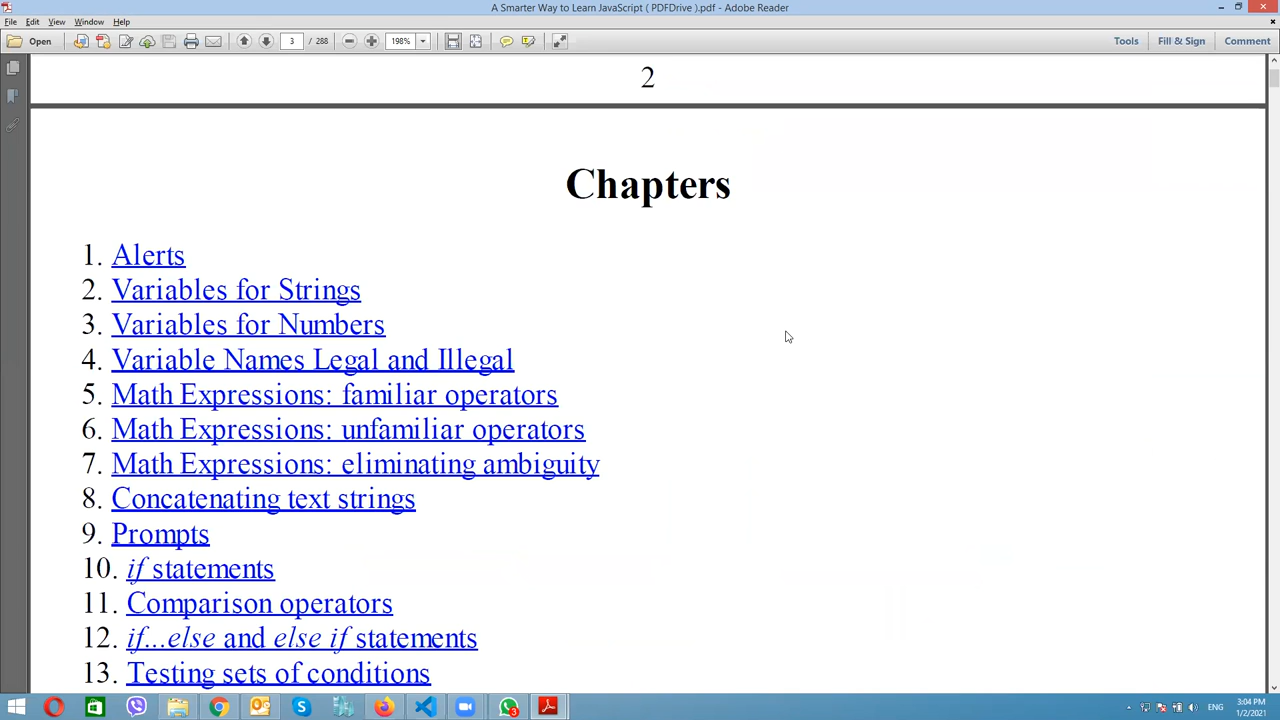 A Smarter Way to Learn JavaScript ( PDFDrive ).pdf - Adobe Reader
File Edit View Window Help
Open 3 / 288 198% Tools Fill & Sign Comment
2
Chapters
1. Alerts
2. Variables for Strings
3. Variables for Numbers
4. Variable Names Legal and Illegal
5. Math Expressions: familiar operators
6. Math Expressions: unfamiliar operators
7. Math Expressions: eliminating ambiguity
8. Concatenating text strings
9. Prompts
10. if statements
11. Comparison operators
12. if...else and else if statements
13. Testing sets of conditions
3
ENG
3:04 PM
1/2/2021